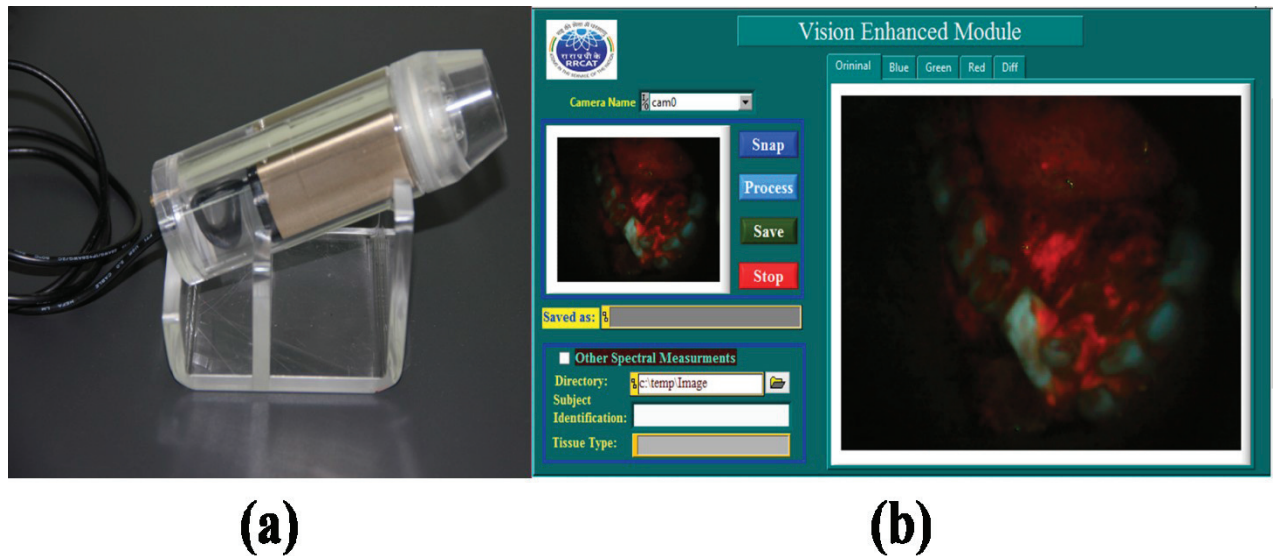 Vision Enhanced Module
राराप्रगौके
RRCAT
Orininal Blue Green Red Diff
Camera Name cam0
Snap
Process
Save
Stop
Saved as:
Other Spectral Measurments
Directory: c:\temp\Image
Subject
Identification:
Tissue Type:
(a) (b)